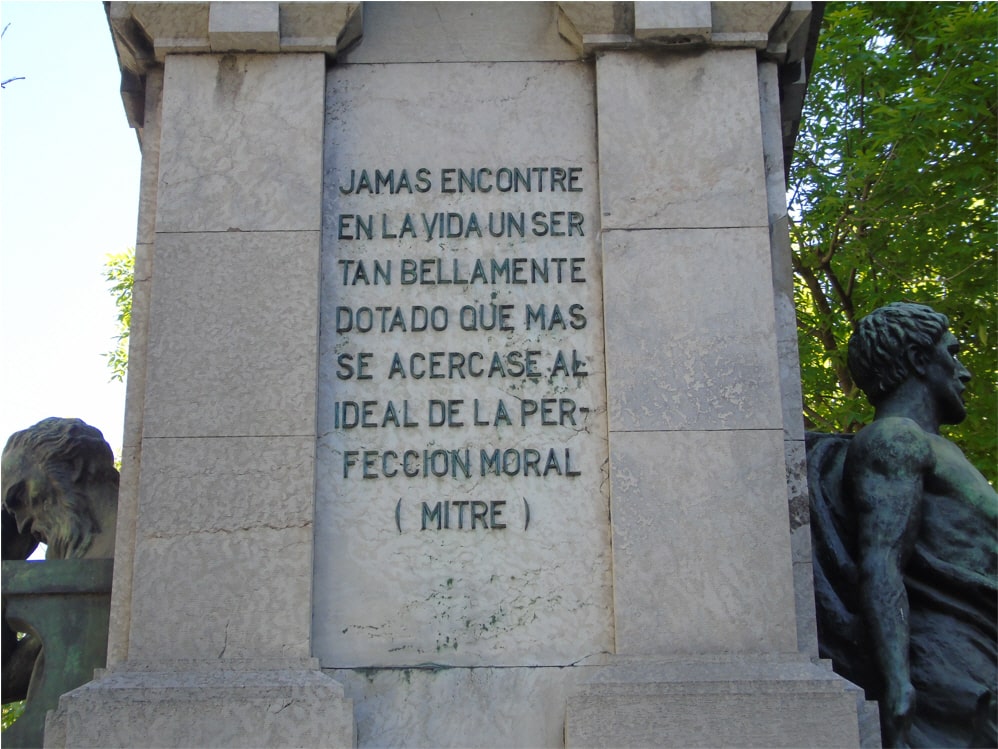 JAMAS ENCONTRE
EN LA VIDA UN SER
TAN BELLAMENTE
DOTADO QUE MAS
SE ACERCASE AL
IDEAL DE LA PER-
FECCION MORAL
( MITRE )